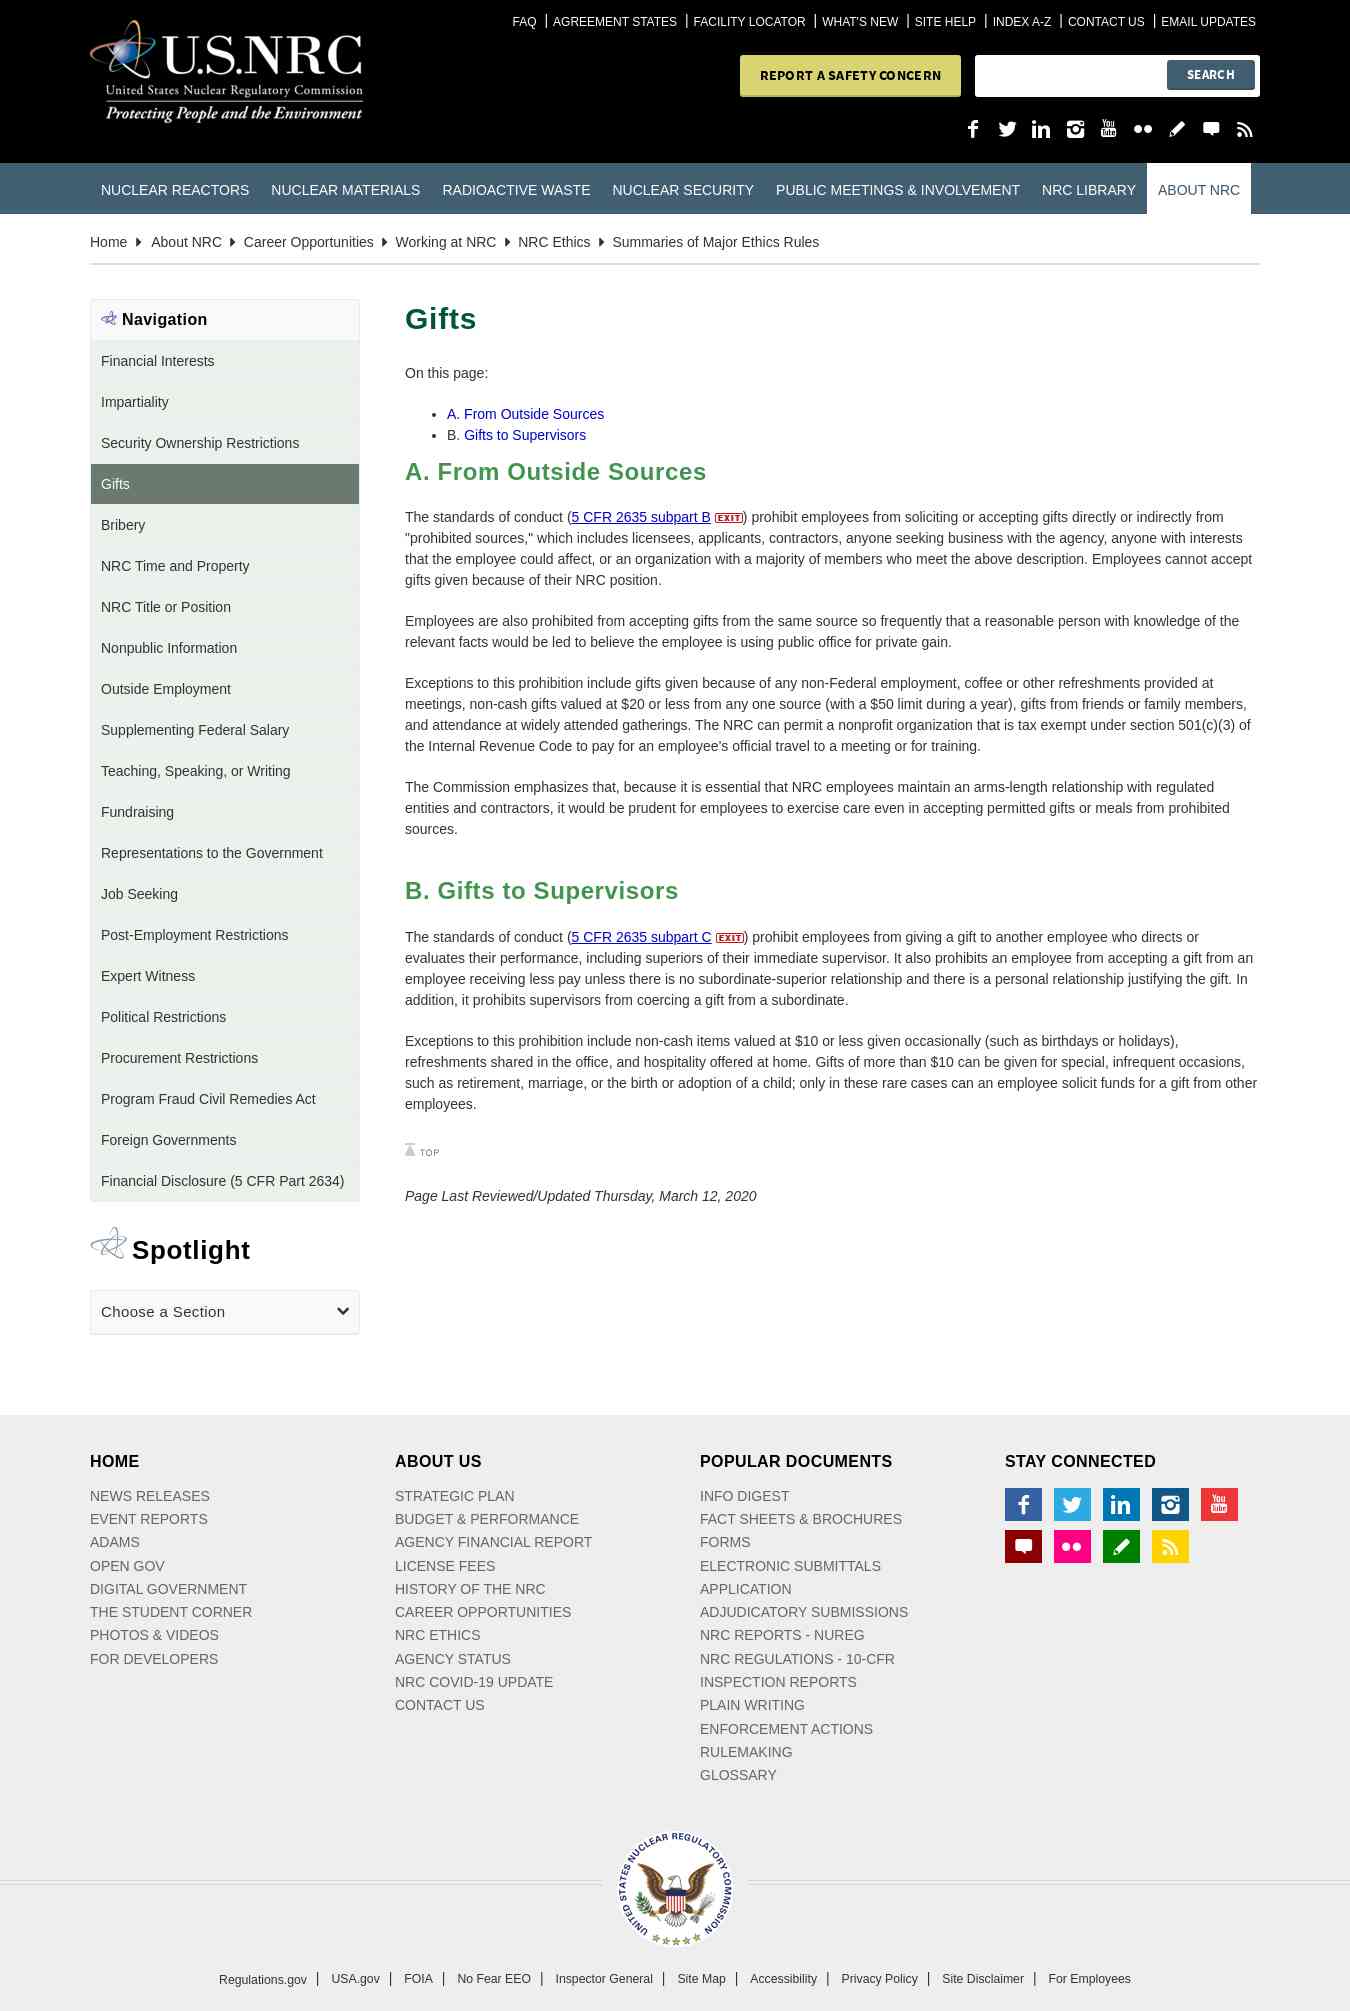 FAQ | AGREEMENT STATES | FACILITY LOCATOR | WHAT'S NEW | SITE HELP | INDEX A-Z | CONTACT US | EMAIL UPDATES
U.S.NRC
United States Nuclear Regulatory Commission
Protecting People and the Environment
REPORT A SAFETY CONCERN
SEARCH
You Tube
NUCLEAR REACTORS NUCLEAR MATERIALS RADIOACTIVE WASTE NUCLEAR SECURITY PUBLIC MEETINGS & INVOLVEMENT NRC LIBRARY ABOUT NRC
Home About NRC Career Opportunities Working at NRC NRC Ethics Summaries of Major Ethics Rules
Navigation
Financial Interests
Impartiality
Security Ownership Restrictions
Gifts
Bribery
NRC Time and Property
NRC Title or Position
Nonpublic Information
Outside Employment
Supplementing Federal Salary
Teaching, Speaking, or Writing
Fundraising
Representations to the Government
Job Seeking
Post-Employment Restrictions
Expert Witness
Political Restrictions
Procurement Restrictions
Program Fraud Civil Remedies Act
Foreign Governments
Financial Disclosure (5 CFR Part 2634)
Spotlight
Choose a Section
Gifts
On this page:
• A. From Outside Sources
• B. Gifts to Supervisors
A. From Outside Sources
The standards of conduct (5 CFR 2635 subpart B EXIT) prohibit employees from soliciting or accepting gifts directly or indirectly from
"prohibited sources," which includes licensees, applicants, contractors, anyone seeking business with the agency, anyone with interests
that the employee could affect, or an organization with a majority of members who meet the above description. Employees cannot accept
gifts given because of their NRC position.
Employees are also prohibited from accepting gifts from the same source so frequently that a reasonable person with knowledge of the
relevant facts would be led to believe the employee is using public office for private gain.
Exceptions to this prohibition include gifts given because of any non-Federal employment, coffee or other refreshments provided at
meetings, non-cash gifts valued at $20 or less from any one source (with a $50 limit during a year), gifts from friends or family members,
and attendance at widely attended gatherings. The NRC can permit a nonprofit organization that is tax exempt under section 501(c)(3) of
the Internal Revenue Code to pay for an employee's official travel to a meeting or for training.
The Commission emphasizes that, because it is essential that NRC employees maintain an arms-length relationship with regulated
entities and contractors, it would be prudent for employees to exercise care even in accepting permitted gifts or meals from prohibited
sources.
B. Gifts to Supervisors
The standards of conduct (5 CFR 2635 subpart C EXIT) prohibit employees from giving a gift to another employee who directs or
evaluates their performance, including superiors of their immediate supervisor. It also prohibits an employee from accepting a gift from an
employee receiving less pay unless there is no subordinate-superior relationship and there is a personal relationship justifying the gift. In
addition, it prohibits supervisors from coercing a gift from a subordinate.
Exceptions to this prohibition include non-cash items valued at $10 or less given occasionally (such as birthdays or holidays),
refreshments shared in the office, and hospitality offered at home. Gifts of more than $10 can be given for special, infrequent occasions,
such as retirement, marriage, or the birth or adoption of a child; only in these rare cases can an employee solicit funds for a gift from other
employees.
TOP
Page Last Reviewed/Updated Thursday, March 12, 2020
HOME
NEWS RELEASES
EVENT REPORTS
ADAMS
OPEN GOV
DIGITAL GOVERNMENT
THE STUDENT CORNER
PHOTOS & VIDEOS
FOR DEVELOPERS
ABOUT US
STRATEGIC PLAN
BUDGET & PERFORMANCE
AGENCY FINANCIAL REPORT
LICENSE FEES
HISTORY OF THE NRC
CAREER OPPORTUNITIES
NRC ETHICS
AGENCY STATUS
NRC COVID-19 UPDATE
CONTACT US
POPULAR DOCUMENTS
INFO DIGEST
FACT SHEETS & BROCHURES
FORMS
ELECTRONIC SUBMITTALS
APPLICATION
ADJUDICATORY SUBMISSIONS
NRC REPORTS - NUREG
NRC REGULATIONS - 10-CFR
INSPECTION REPORTS
PLAIN WRITING
ENFORCEMENT ACTIONS
RULEMAKING
GLOSSARY
STAY CONNECTED
You Tube
UNITED STATES NUCLEAR REGULATORY COMMISSION
Regulations.gov | USA.gov | FOIA | No Fear EEO | Inspector General | Site Map | Accessibility | Privacy Policy | Site Disclaimer | For Employees